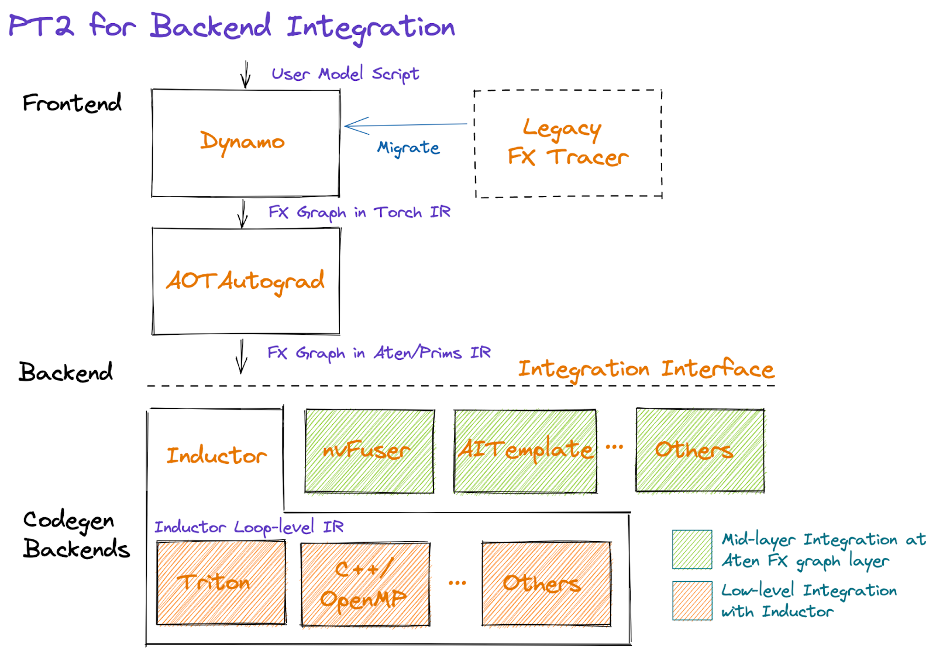 PT2 for Backend Integration
User Model Script
Frontend
Dynamo
Migrate
Legacy
FX Tracer
FX Graph in Torch IR
AOTAutograd
FX Graph in Aten/Prims IR
Backend
Integration Interface
Inductor
nvFuser
AITemplate
...
Others
Codegen
Backends
Inductor Loop-level IR
Triton
C++/
OpenMP
...
Others
Mid-layer Integration at
Aten FX graph layer
Low-level Integration
with Inductor